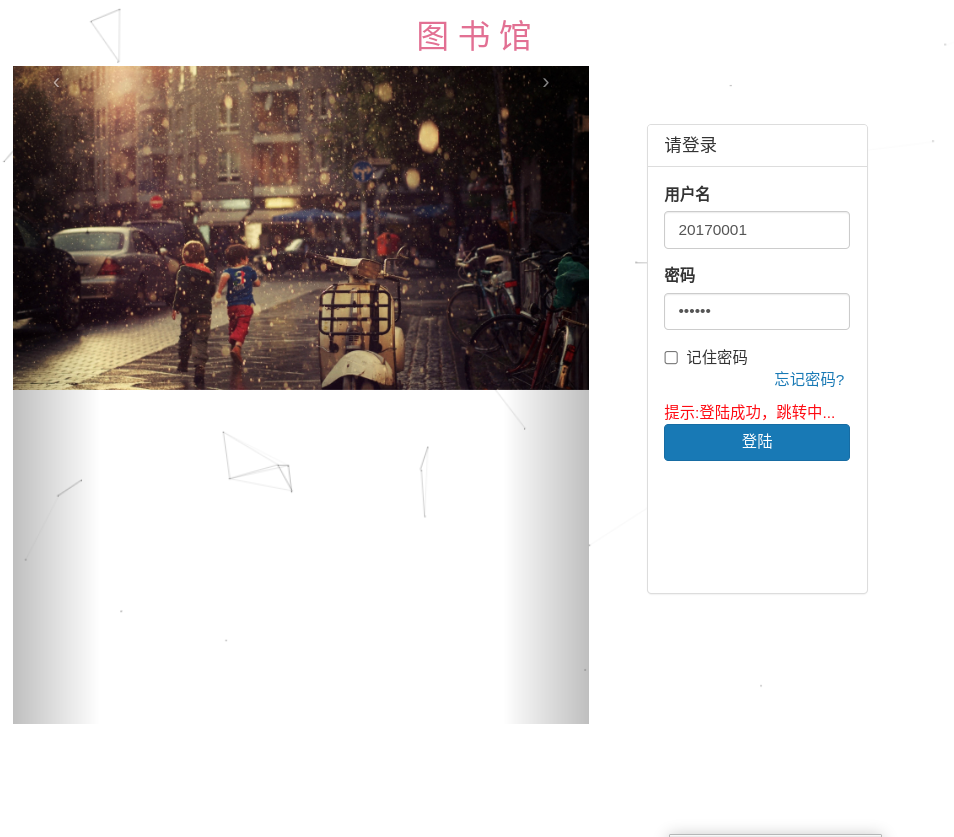 图 书 馆
‹ ›
请登录
用户名
20170001
密码
••••••
记住密码
忘记密码?
提示:登陆成功，跳转中...
登陆